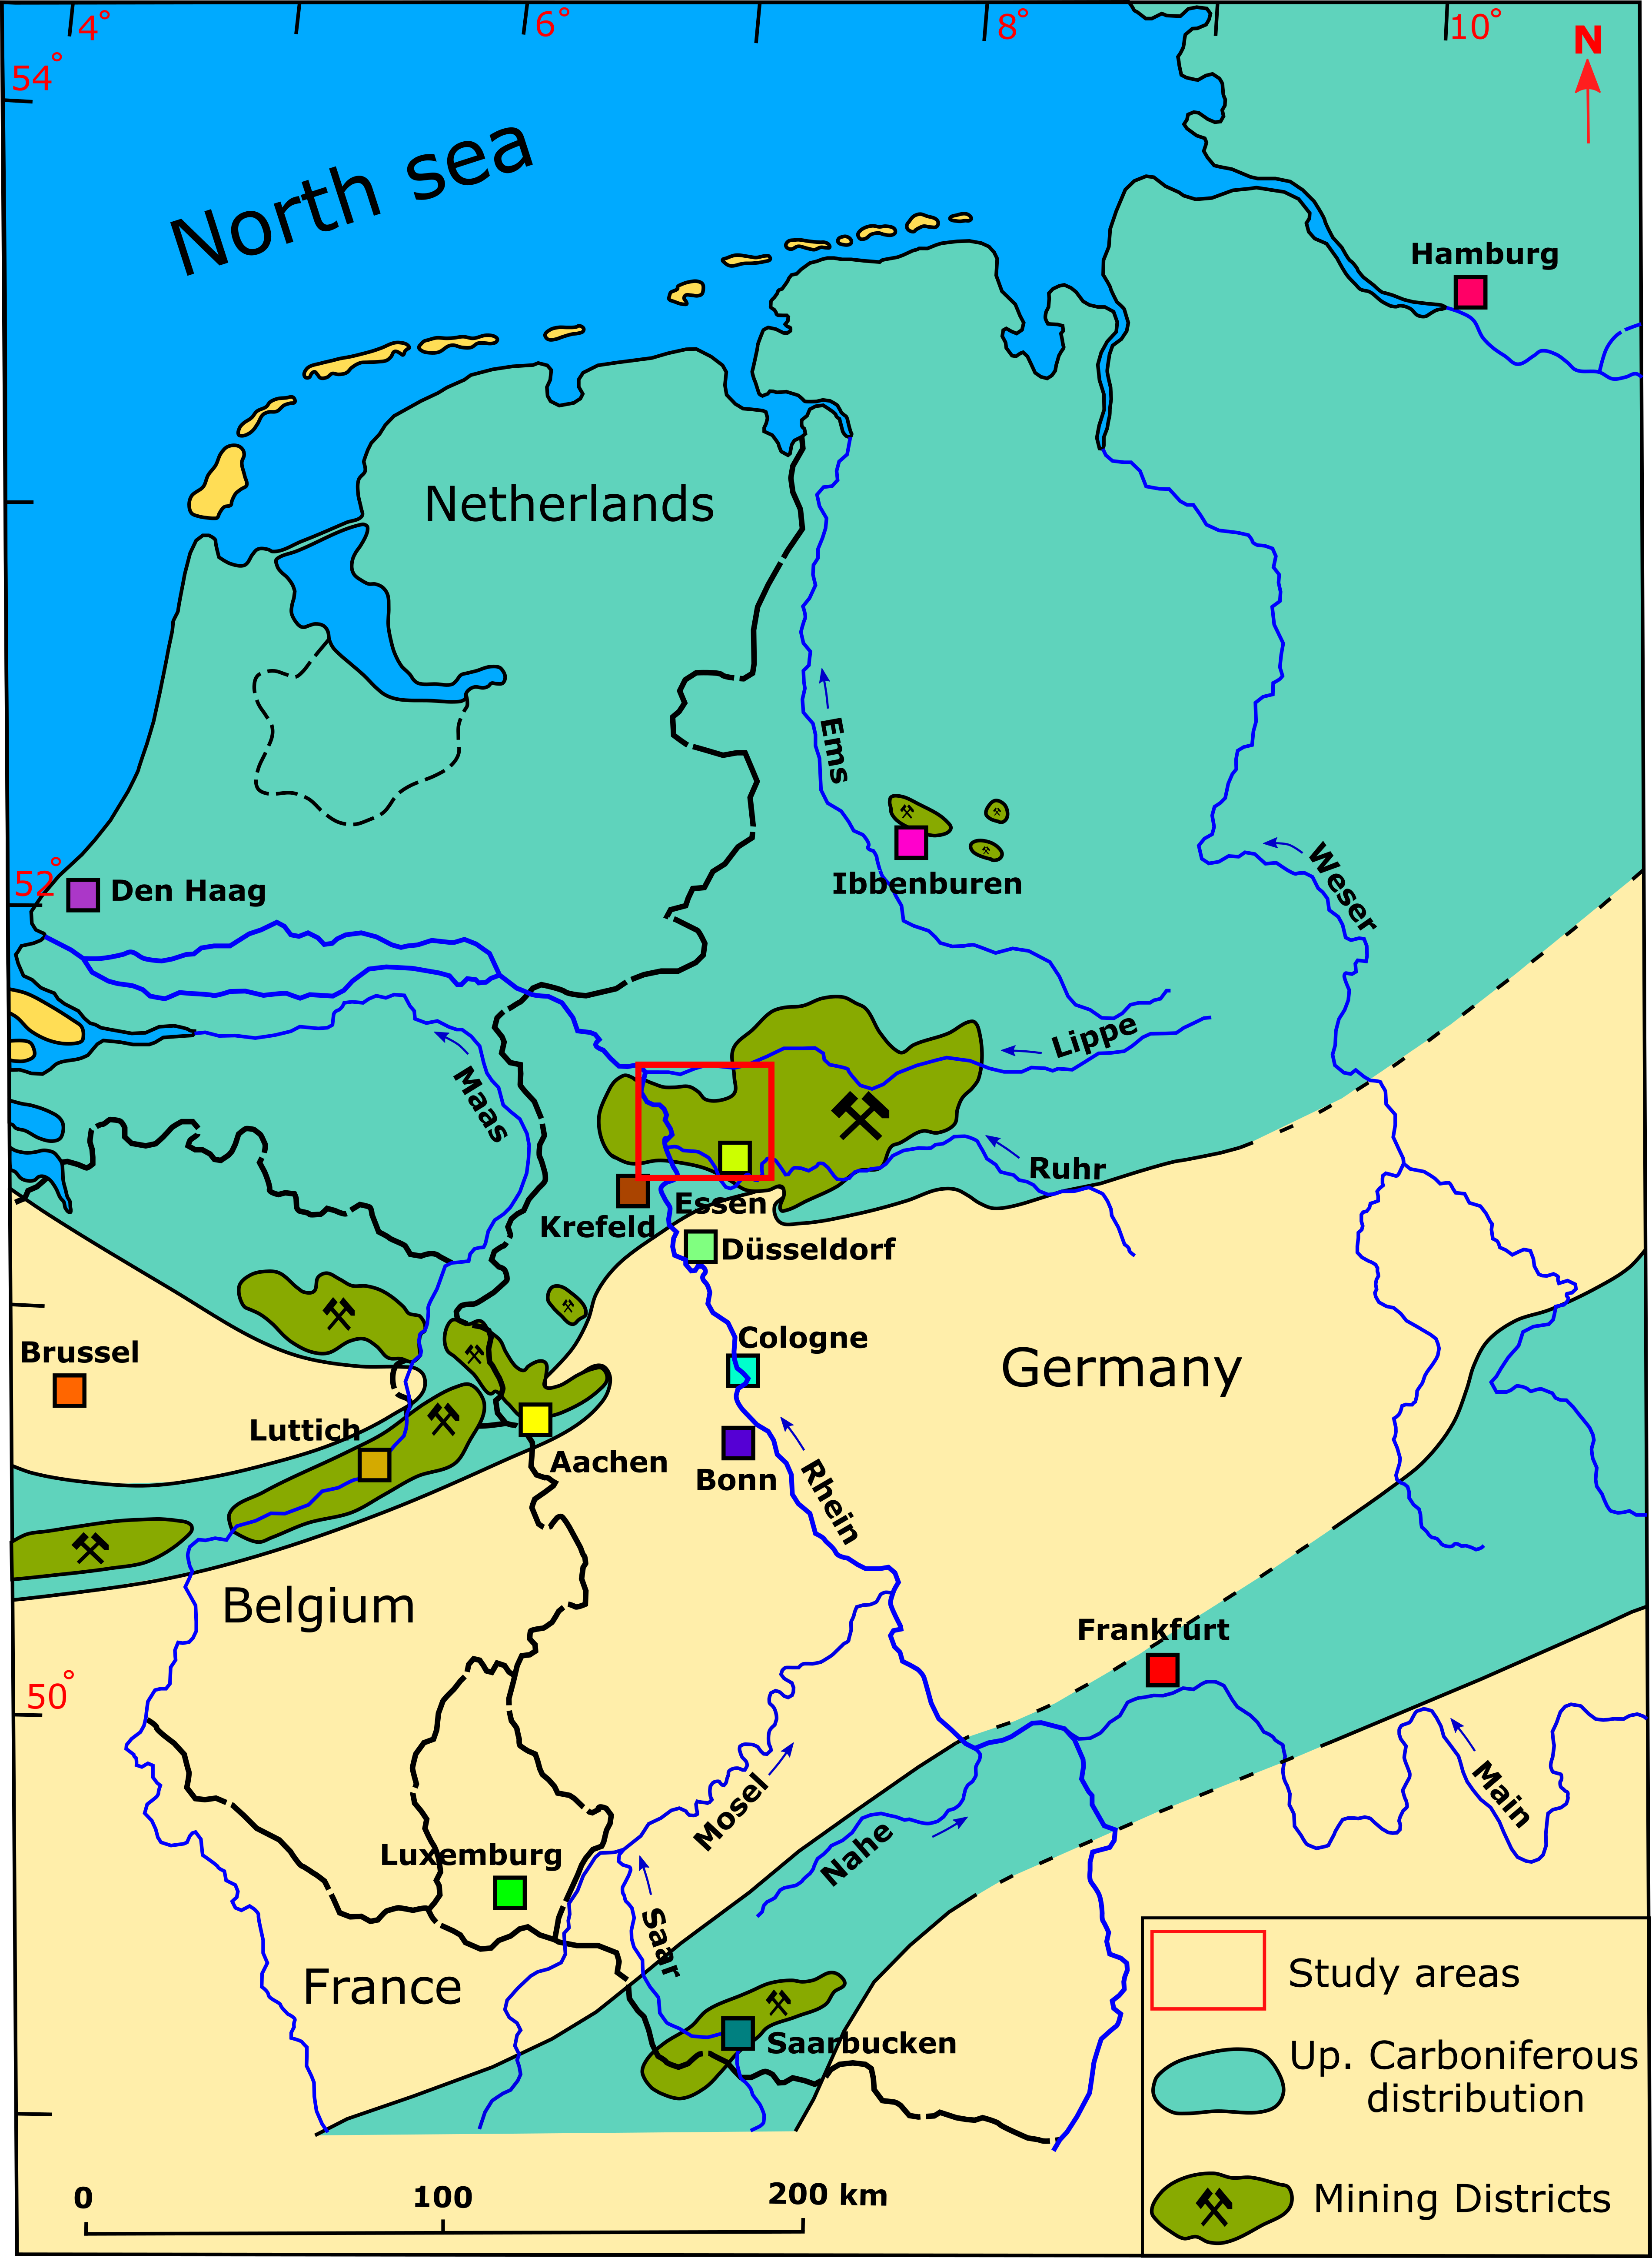 4°
6°
8°
10°
54°
N
North sea
Hamburg
Netherlands
Ems
52°
Den Haag
Ibbenburen
Weser
Lippe
Maas
Ruhr
Essen
Krefeld
Düsseldorf
Brussel
Cologne
Germany
Luttich
Aachen
Bonn
Rhein
Belgium
Frankfurt
50°
Mosel
Main
Nahe
Luxemburg
Saar
France
Saarbucken
Study areas
Up. Carboniferous
distribution
Mining Districts
0
100
200 km